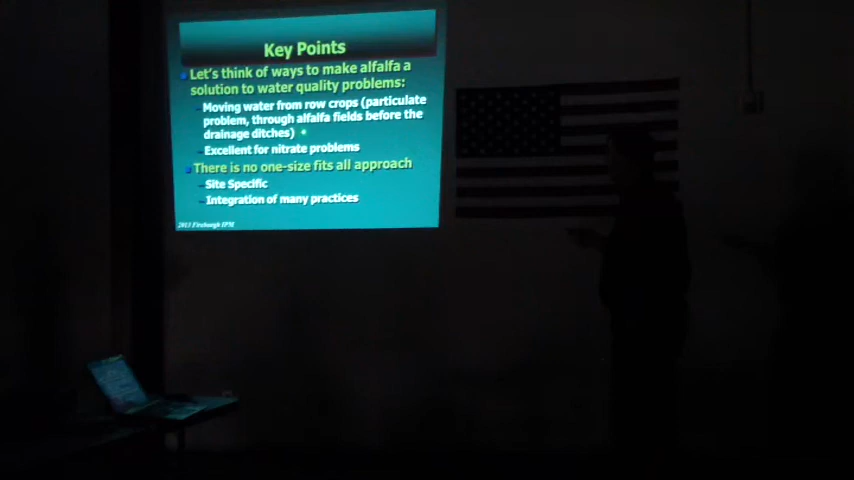 Key Points
Let's think of ways to make alfalfa a
solution to water quality problems:
– Moving water from row crops (particulate
problem, through alfalfa fields before the
drainage ditches)
– Excellent for nitrate problems
There is no one-size fits all approach
– Site Specific
– Integration of many practices
2013 Firebaugh IPM